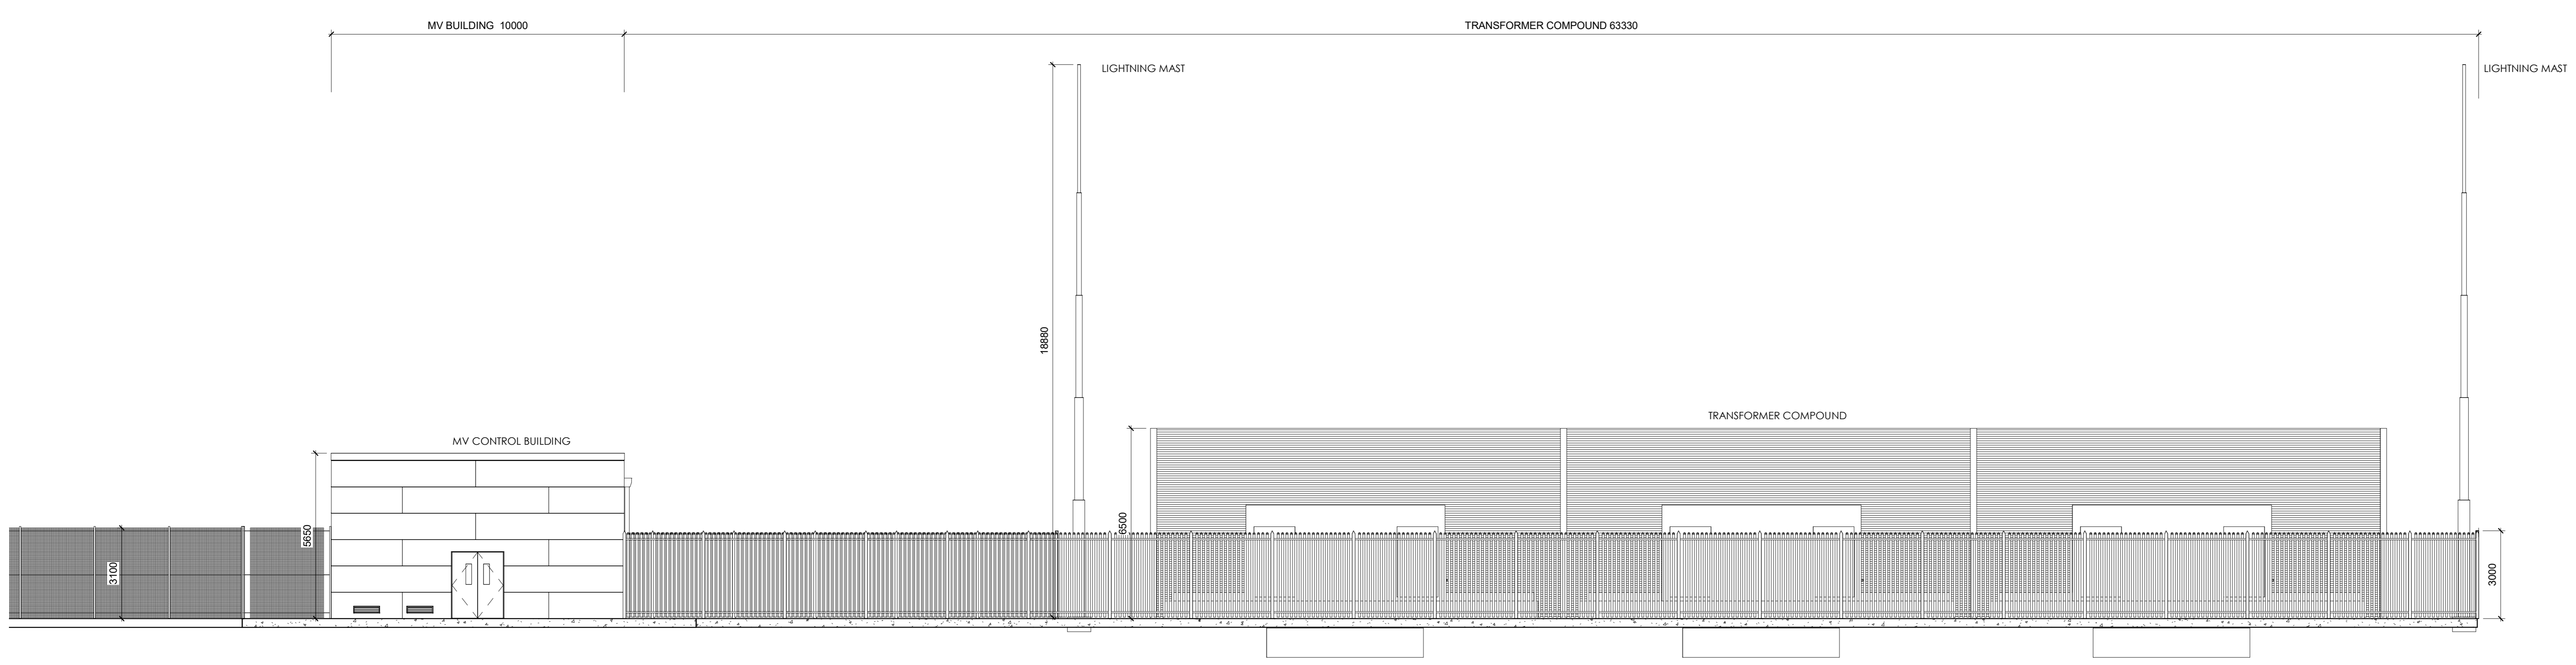 MV BUILDING 10000
TRANSFORMER COMPOUND 63330
LIGHTNING MAST
LIGHTNING MAST
18880
TRANSFORMER COMPOUND
MV CONTROL BUILDING
6500
5650
3100
3000